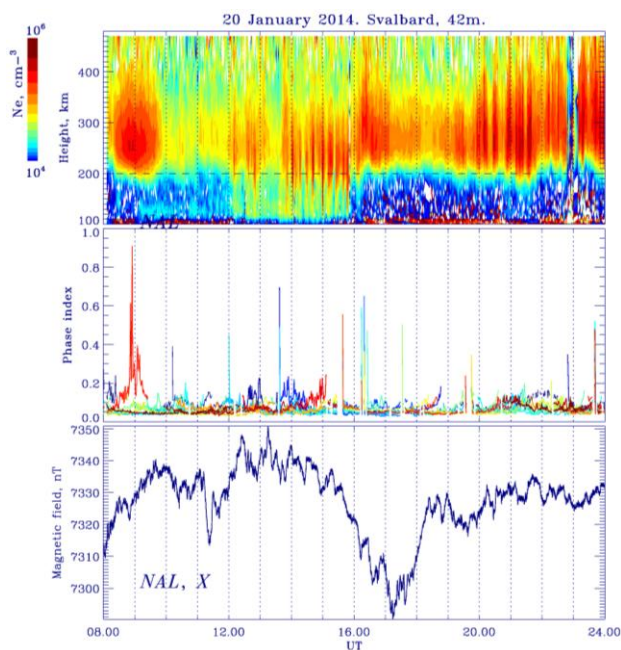 20 January 2014. Svalbard, 42m.
10⁶
Ne, cm⁻³
10⁴
Height, km
400
300
200
100
NAL
Phase index
1.0
0.8
0.6
0.4
0.2
0.0
Magnetic field, nT
7350
7340
7330
7320
7310
7300
NAL, X
08.00 12.00 16.00 20.00 24.00
UT